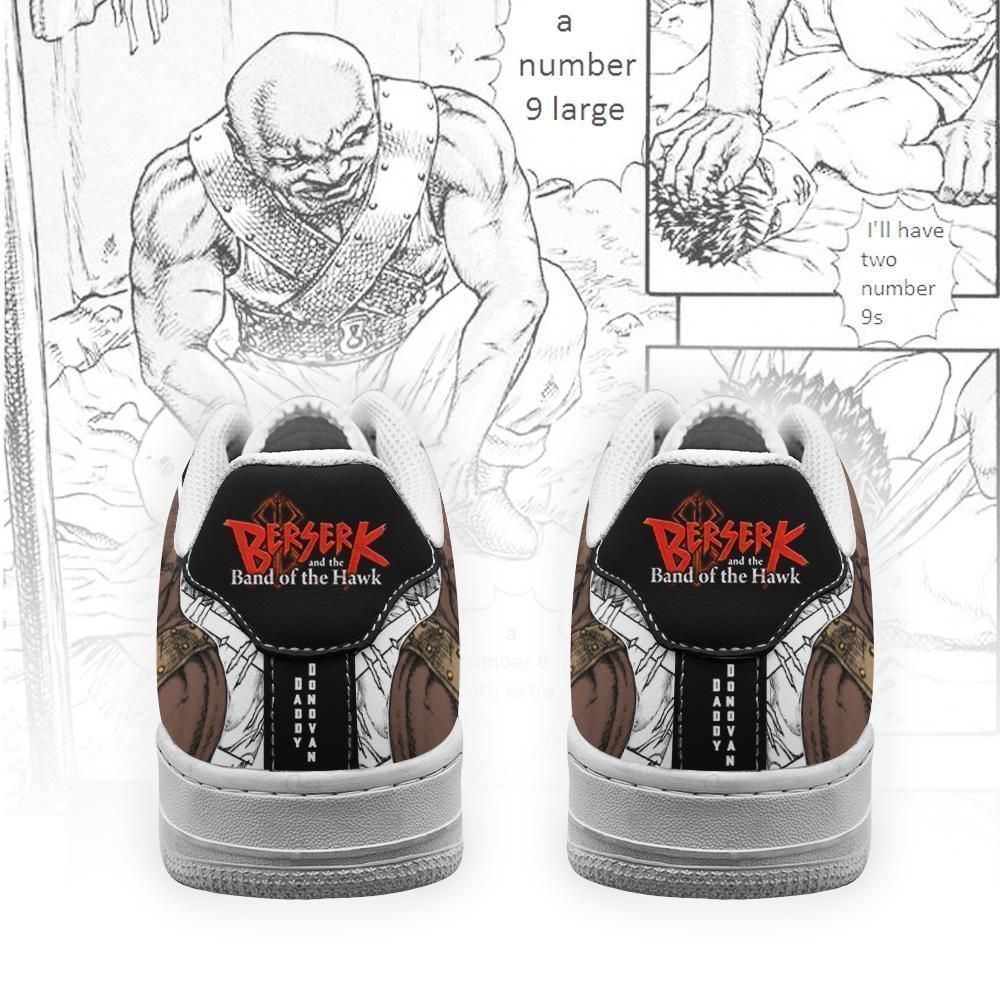 a
number
9 large
I'll have
two
number
9s
BERSERK
and the
Band of the Hawk
BERSERK
and the
Band of the Hawk
a
number 6
with extra
DADDY
DONOVAN
DADDY
DONOVAN